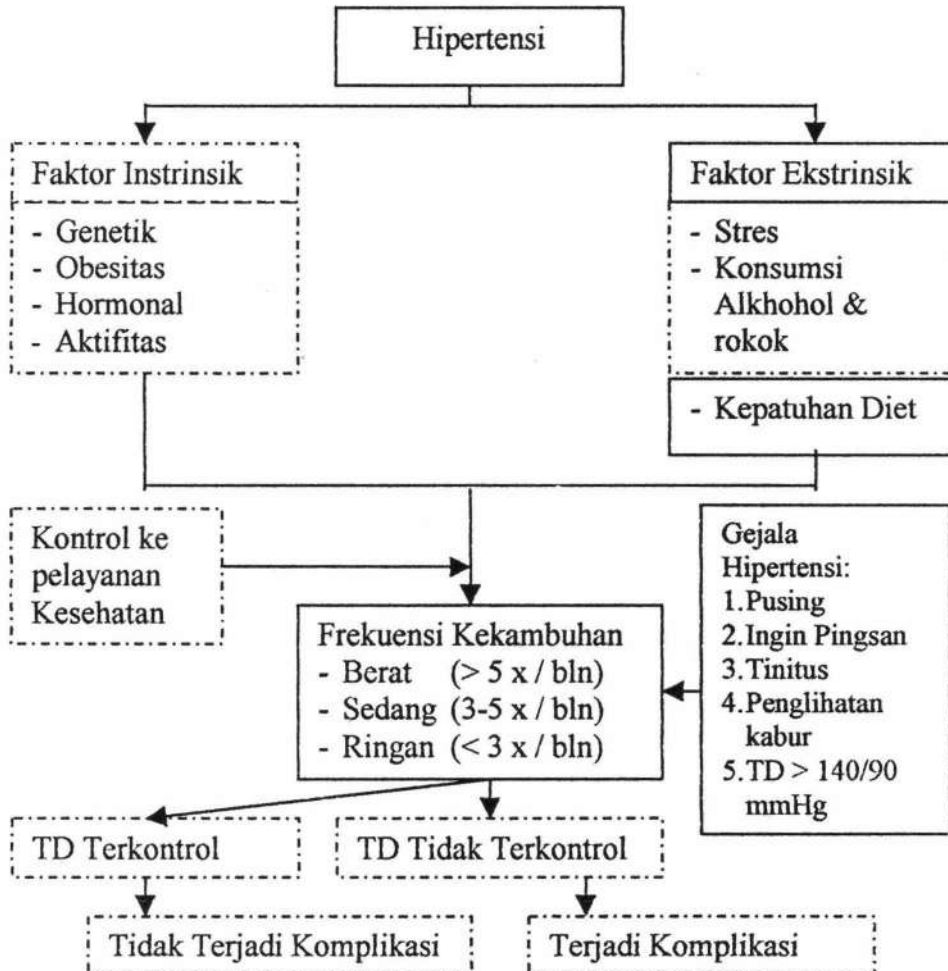 Hipertensi
Faktor Instrinsik
- Genetik
- Obesitas
- Hormonal
- Aktifitas
Faktor Ekstrinsik
- Stres
- Konsumsi
Alkhohol &
rokok
- Kepatuhan Diet
Kontrol ke
pelayanan
Kesehatan
Gejala
Hipertensi:
1.Pusing
2.Ingin Pingsan
3.Tinitus
4.Penglihatan
kabur
5.TD > 140/90
mmHg
Frekuensi Kekambuhan
- Berat (> 5 x / bln)
- Sedang (3-5 x / bln)
- Ringan (< 3 x / bln)
TD Terkontrol
TD Tidak Terkontrol
Tidak Terjadi Komplikasi
Terjadi Komplikasi